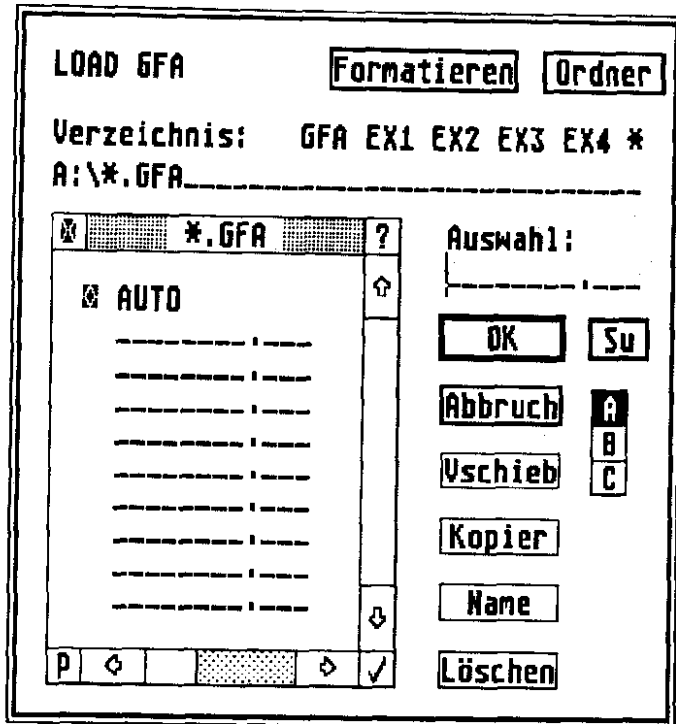 LOAD GFA Formatieren Ordner
Verzeichnis: GFA EX1 EX2 EX3 EX4 *
A:\*.GFA
*.GFA ?
Auswahl:
AUTO
OK Su
Abbruch A
B
Vschieb C
Kopier
Name
P
Löschen